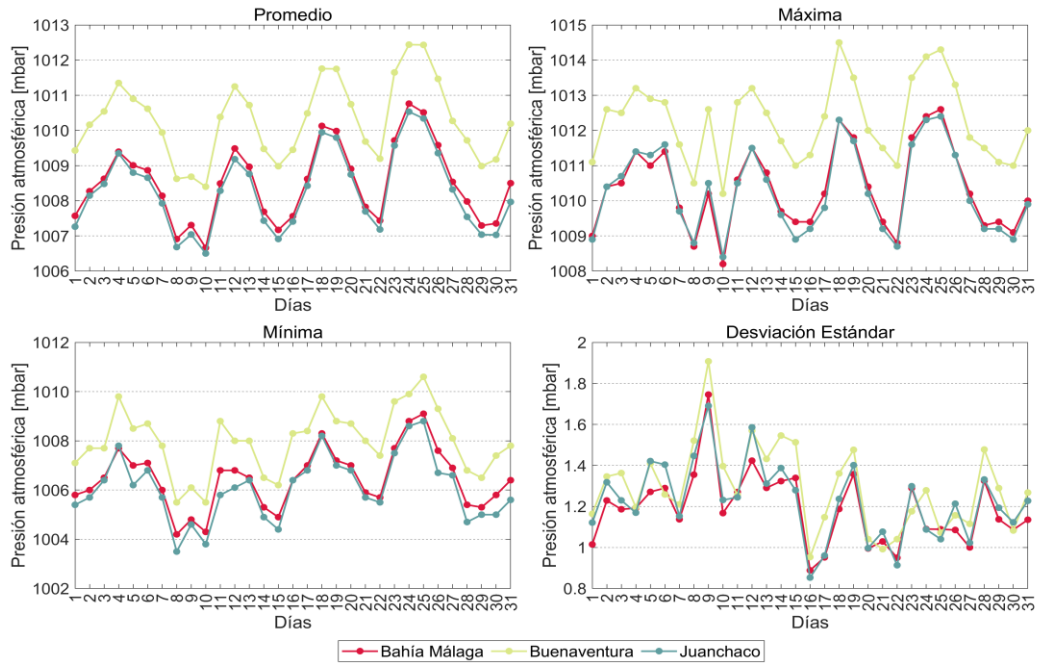 Promedio
Presión atmosférica [mbar]
1013
1012
1011
1010
1009
1008
1007
1006
1 2 3 4 5 6 7 8 9 10 11 12 13 14 15 16 17 18 19 20 21 22 23 24 25 26 27 28 29 30 31
Días
Máxima
Presión atmosférica [mbar]
1015
1014
1013
1012
1011
1010
1009
1008
1 2 3 4 5 6 7 8 9 10 11 12 13 14 15 16 17 18 19 20 21 22 23 24 25 26 27 28 29 30 31
Días
Mínima
Presión atmosférica [mbar]
1012
1010
1008
1006
1004
1002
1 2 3 4 5 6 7 8 9 10 11 12 13 14 15 16 17 18 19 20 21 22 23 24 25 26 27 28 29 30 31
Días
Desviación Estándar
Presión atmosférica [mbar]
2
1.8
1.6
1.4
1.2
1
0.8
1 2 3 4 5 6 7 8 9 10 11 12 13 14 15 16 17 18 19 20 21 22 23 24 25 26 27 28 29 30 31
Días
Bahía Málaga Buenaventura Juanchaco